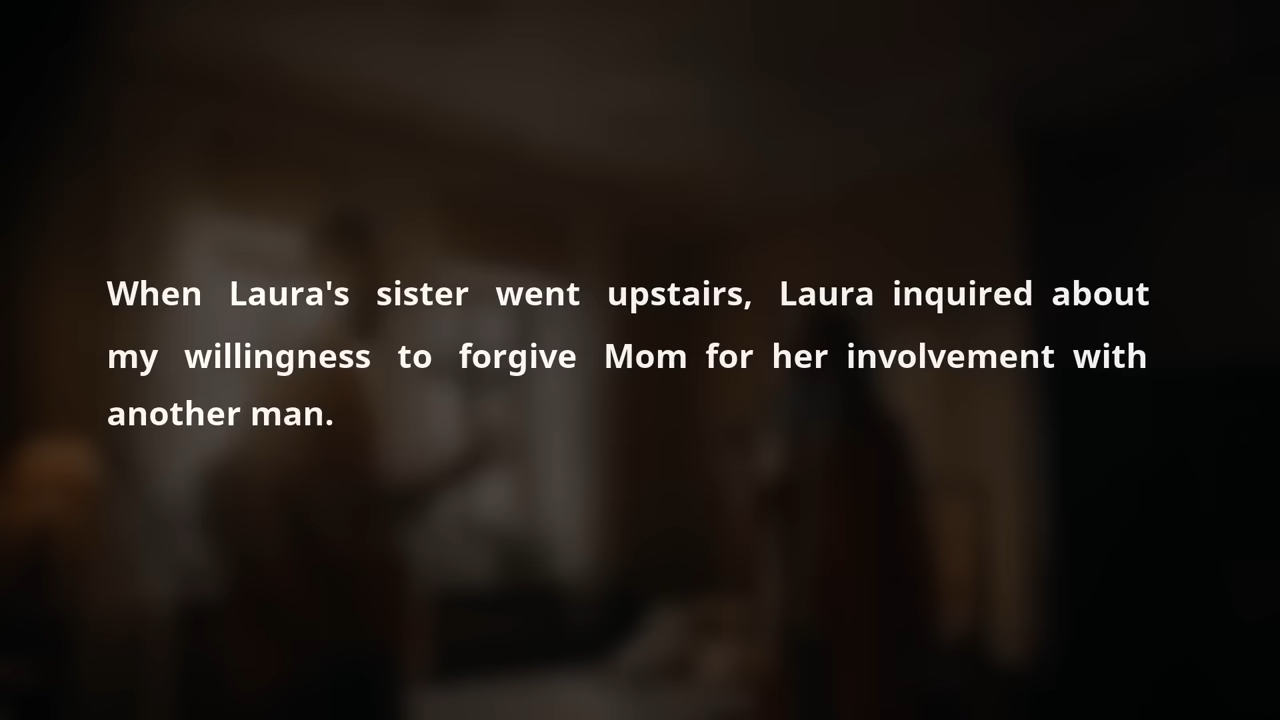 When Laura's sister went upstairs, Laura inquired about
my willingness to forgive Mom for her involvement with
another man.